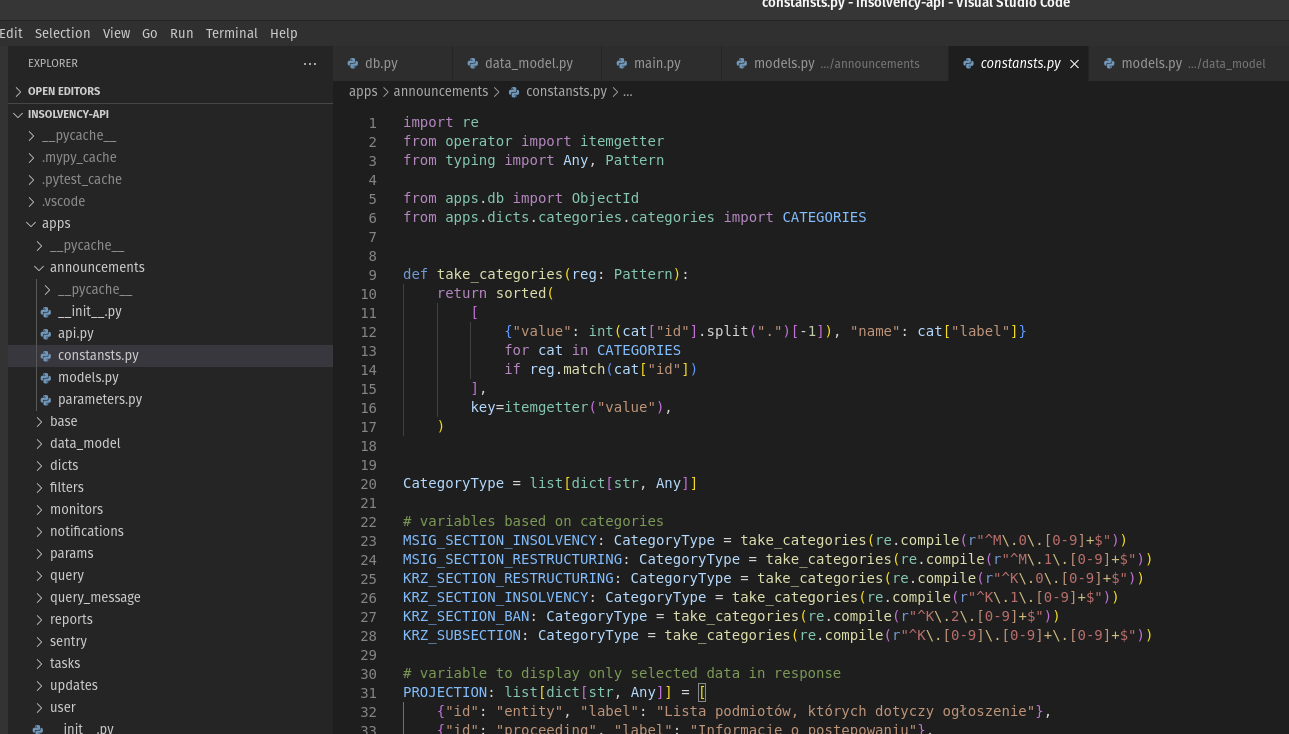 constansts.py - insolvency-api - Visual Studio Code
Edit Selection View Go Run Terminal Help
EXPLORER
OPEN EDITORS
INSOLVENCY-API
__pycache__
.mypy_cache
.pytest_cache
.vscode
apps
__pycache__
announcements
__pycache__
__init__.py
api.py
constansts.py
models.py
parameters.py
base
data_model
dicts
filters
monitors
notifications
params
query
query_message
reports
sentry
tasks
updates
user
__init__.py
db.py data_model.py main.py models.py .../announcements constansts.py models.py .../data_model
apps > announcements > constansts.py > ...
1 import re
2 from operator import itemgetter
3 from typing import Any, Pattern
4
5 from apps.db import ObjectId
6 from apps.dicts.categories.categories import CATEGORIES
7
8
9 def take_categories(reg: Pattern):
10     return sorted(
11         [
12             {"value": int(cat["id"].split(".")[-1]), "name": cat["label"]}
13             for cat in CATEGORIES
14             if reg.match(cat["id"])
15         ],
16         key=itemgetter("value"),
17     )
18
19
20 CategoryType = list[dict[str, Any]]
21
22 # variables based on categories
23 MSIG_SECTION_INSOLVENCY: CategoryType = take_categories(re.compile(r"^M\.0\.[0-9]+$"))
24 MSIG_SECTION_RESTRUCTURING: CategoryType = take_categories(re.compile(r"^M\.1\.[0-9]+$"))
25 KRZ_SECTION_RESTRUCTURING: CategoryType = take_categories(re.compile(r"^K\.0\.[0-9]+$"))
26 KRZ_SECTION_INSOLVENCY: CategoryType = take_categories(re.compile(r"^K\.1\.[0-9]+$"))
27 KRZ_SECTION_BAN: CategoryType = take_categories(re.compile(r"^K\.2\.[0-9]+$"))
28 KRZ_SUBSECTION: CategoryType = take_categories(re.compile(r"^K\.[0-9]\.[0-9]+\.[0-9]+$"))
29
30 # variable to display only selected data in response
31 PROJECTION: list[dict[str, Any]] = [
32     {"id": "entity", "label": "Lista podmiotów, których dotyczy ogłoszenie"},
33     {"id": "proceeding", "label": "Informacje o postępowaniu"},